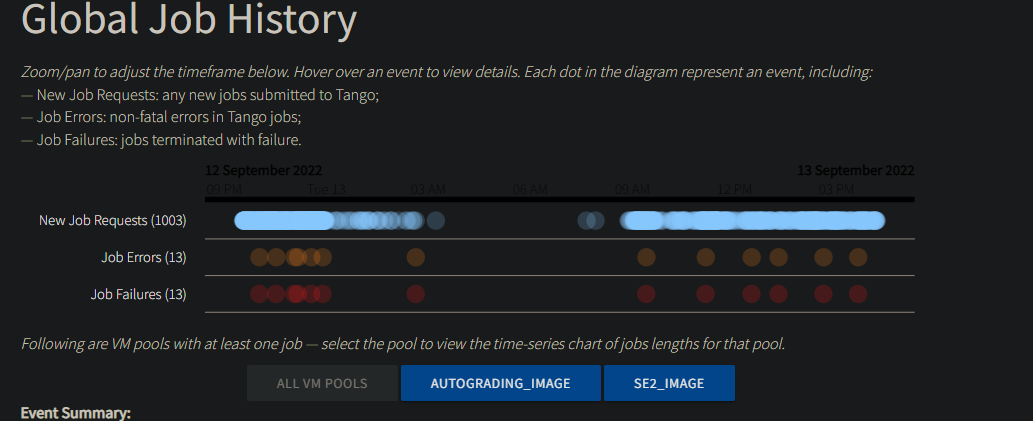 Global Job History
Zoom/pan to adjust the timeframe below. Hover over an event to view details. Each dot in the diagram represent an event, including:
— New Job Requests: any new jobs submitted to Tango;
— Job Errors: non-fatal errors in Tango jobs;
— Job Failures: jobs terminated with failure.
12 September 2022 13 September 2022
09 PM Tue 13 03 AM 06 AM 09 AM 12 PM 03 PM
New Job Requests (1003)
Job Errors (13)
Job Failures (13)
Following are VM pools with at least one job — select the pool to view the time-series chart of jobs lengths for that pool.
ALL VM POOLS AUTOGRADING_IMAGE SE2_IMAGE
Event Summary: